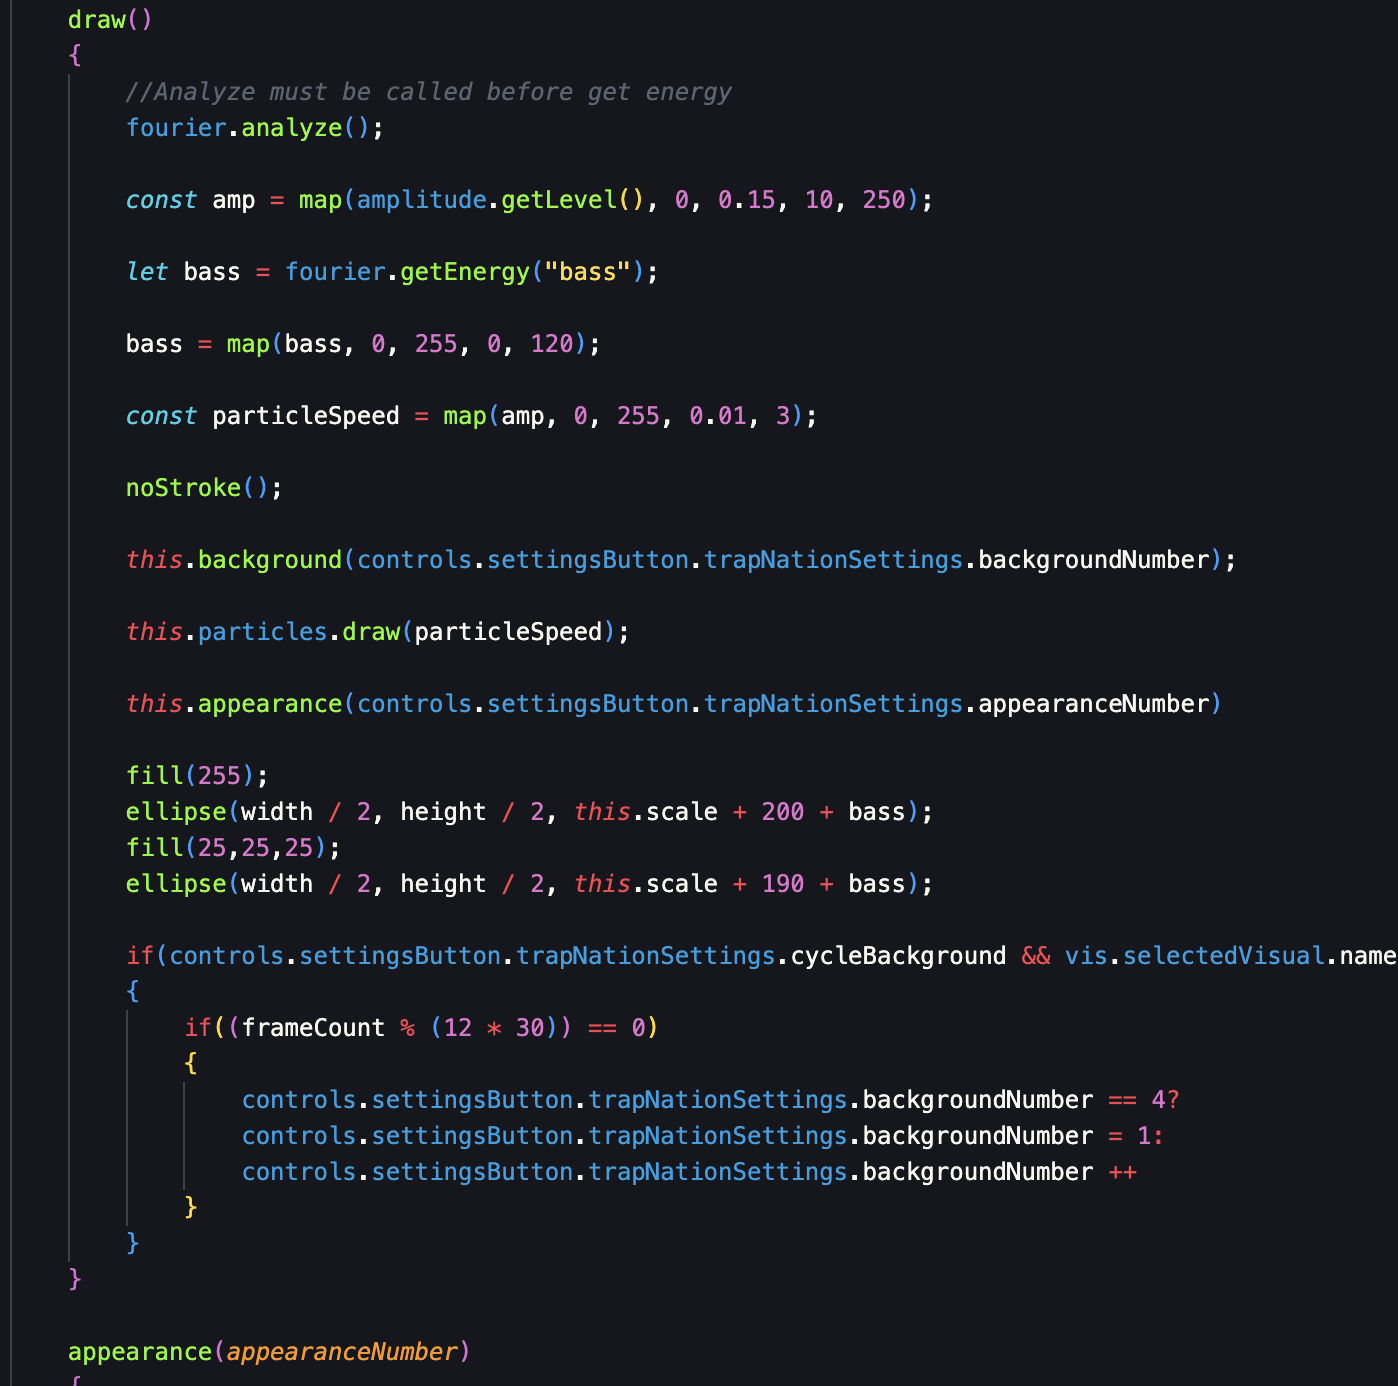 draw()
{
//Analyze must be called before get energy
fourier.analyze();
const amp = map(amplitude.getLevel(), 0, 0.15, 10, 250);
let bass = fourier.getEnergy("bass");
bass = map(bass, 0, 255, 0, 120);
const particleSpeed = map(amp, 0, 255, 0.01, 3);
noStroke();
this.background(controls.settingsButton.trapNationSettings.backgroundNumber);
this.particles.draw(particleSpeed);
this.appearance(controls.settingsButton.trapNationSettings.appearanceNumber)
fill(255);
ellipse(width / 2, height / 2, this.scale + 200 + bass);
fill(25,25,25);
ellipse(width / 2, height / 2, this.scale + 190 + bass);
if(controls.settingsButton.trapNationSettings.cycleBackground && vis.selectedVisual.name
{
if((frameCount % (12 * 30)) == 0)
{
controls.settingsButton.trapNationSettings.backgroundNumber == 4?
controls.settingsButton.trapNationSettings.backgroundNumber = 1:
controls.settingsButton.trapNationSettings.backgroundNumber ++
}
}
}
appearance(appearanceNumber)
{